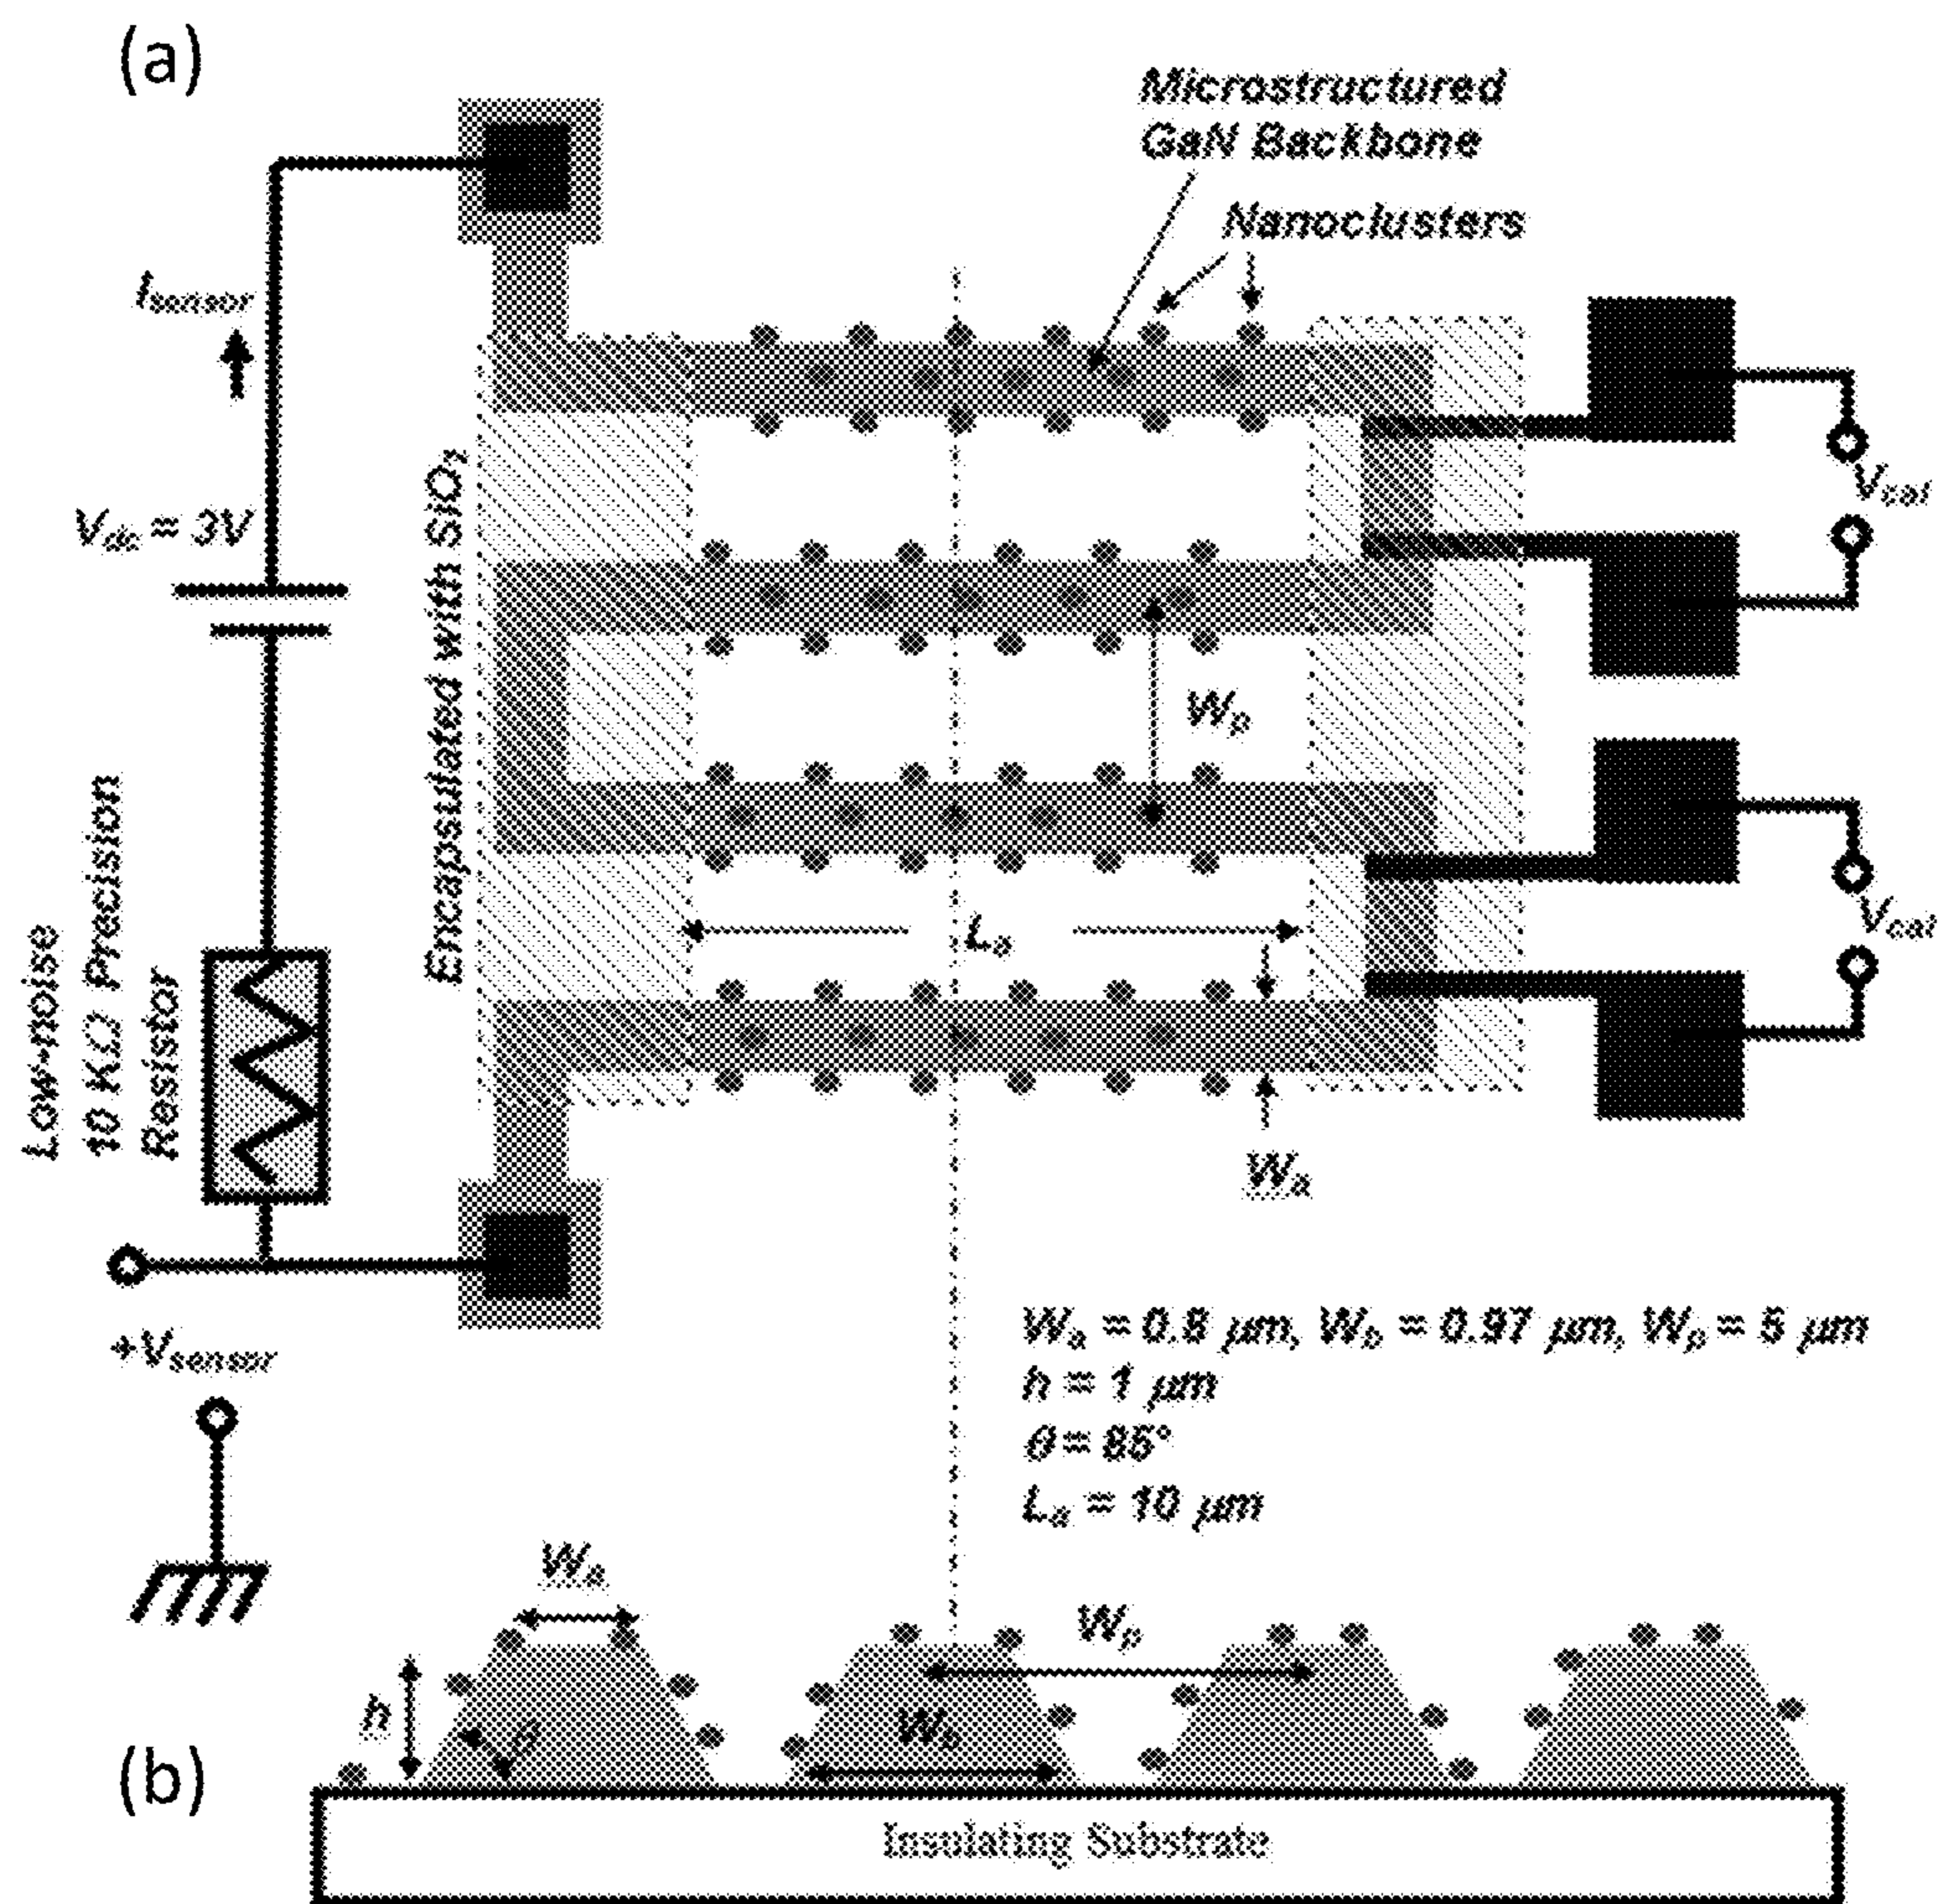 (a)
Microstructured
GaN Backbone
Nanoclusters
Isensor
Vdc = 3V
Encapsulated with SiO2
Vcal
Wp
Low-noise
10 KΩ Precision
Resistor
La
Vcal
Wa
+Vsensor
Wa = 0.8 μm, Wb = 0.97 μm, Wp = 5 μm
h = 1 μm
θ = 85°
La = 10 μm
Wa
Wp
h
θ
Wb
(b)
Insulating Substrate